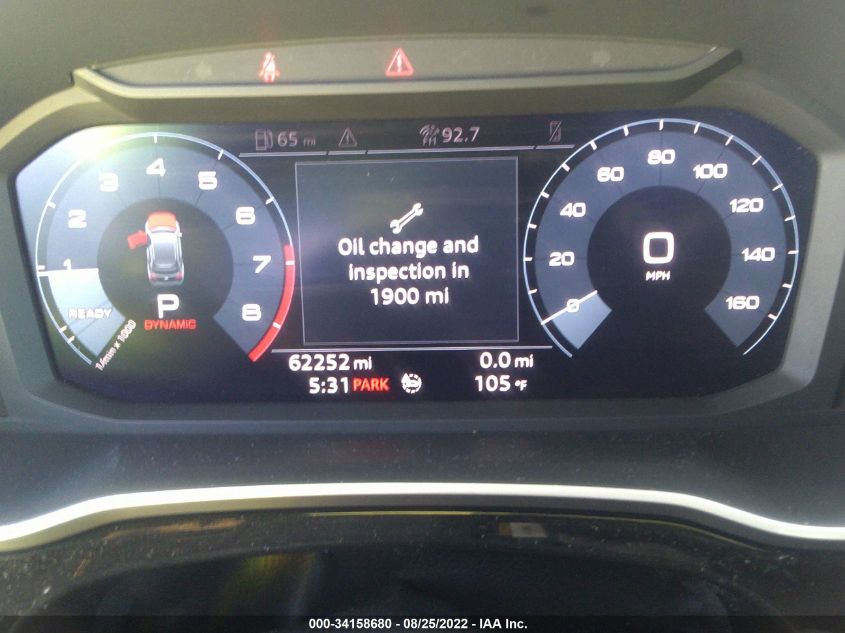 65 mi FM 92.7
1 2 3 4 5 6 7 8
READY
1/min x 1000
P
DYNAMIC
Oil change and
inspection in
1900 mi
0 20 40 60 80 100 120 140 160
0
MPH
62252 mi 0.0 mi
5:31 PARK 105 °F
000-34158680 - 08/25/2022 - IAA Inc.